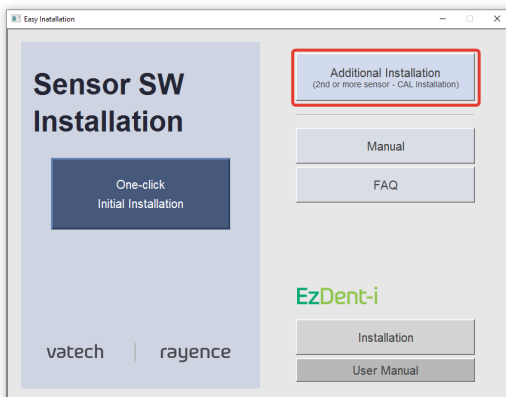 Easy Inatallation
Sensor SW
Installation
One-click
Initial Installation
vatech | rayence
Additional Installation
(2nd or more sensor - CAL Installation)
Manual
FAQ
EzDent-i
Installation
User Manual